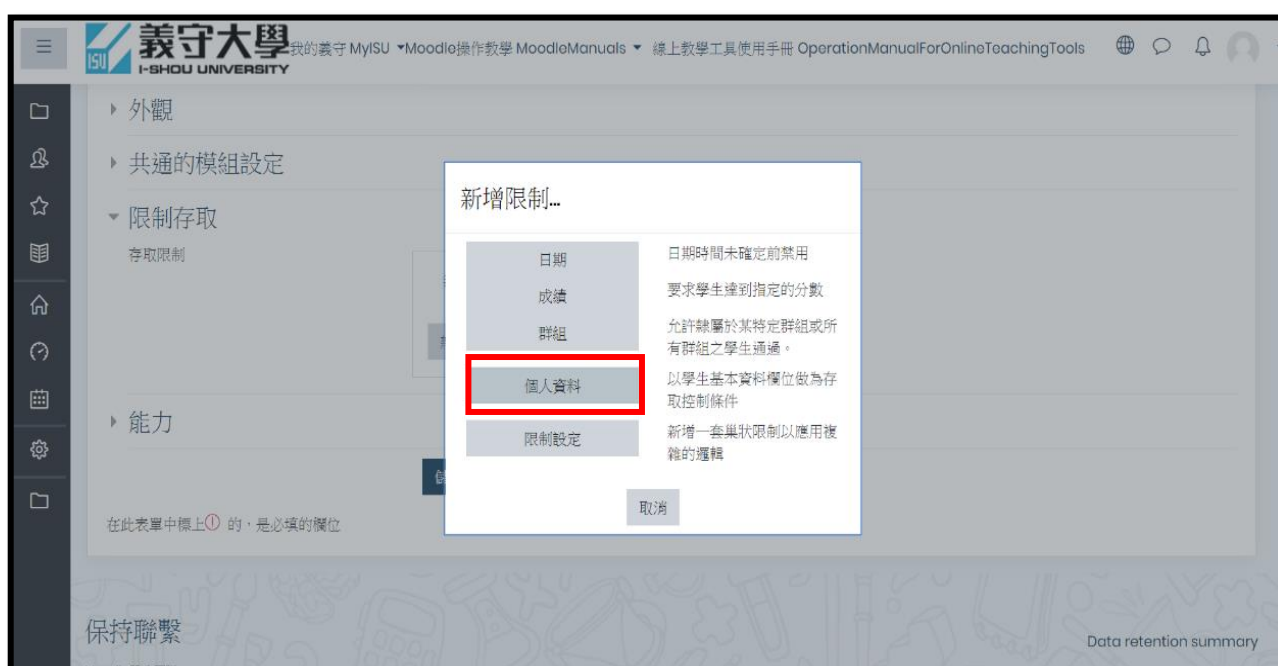 義守大學
I-SHOU UNIVERSITY
ISU
我的義守 MyISU
Moodle操作教學 MoodleManuals
線上教學工具使用手冊 OperationManualForOnlineTeachingTools
外觀
共通的模組設定
限制存取
存取限制
新增限制...
日期
日期時間未確定前禁用
成績
要求學生達到指定的分數
群組
允許隸屬於某特定群組或所
有群組之學生通過。
個人資料
以學生基本資料欄位做為存
取控制條件
限制設定
新增一套巢狀限制以應用複
雜的邏輯
取消
能力
在此表單中標上 的，是必填的欄位
保持聯繫
Data retention summary